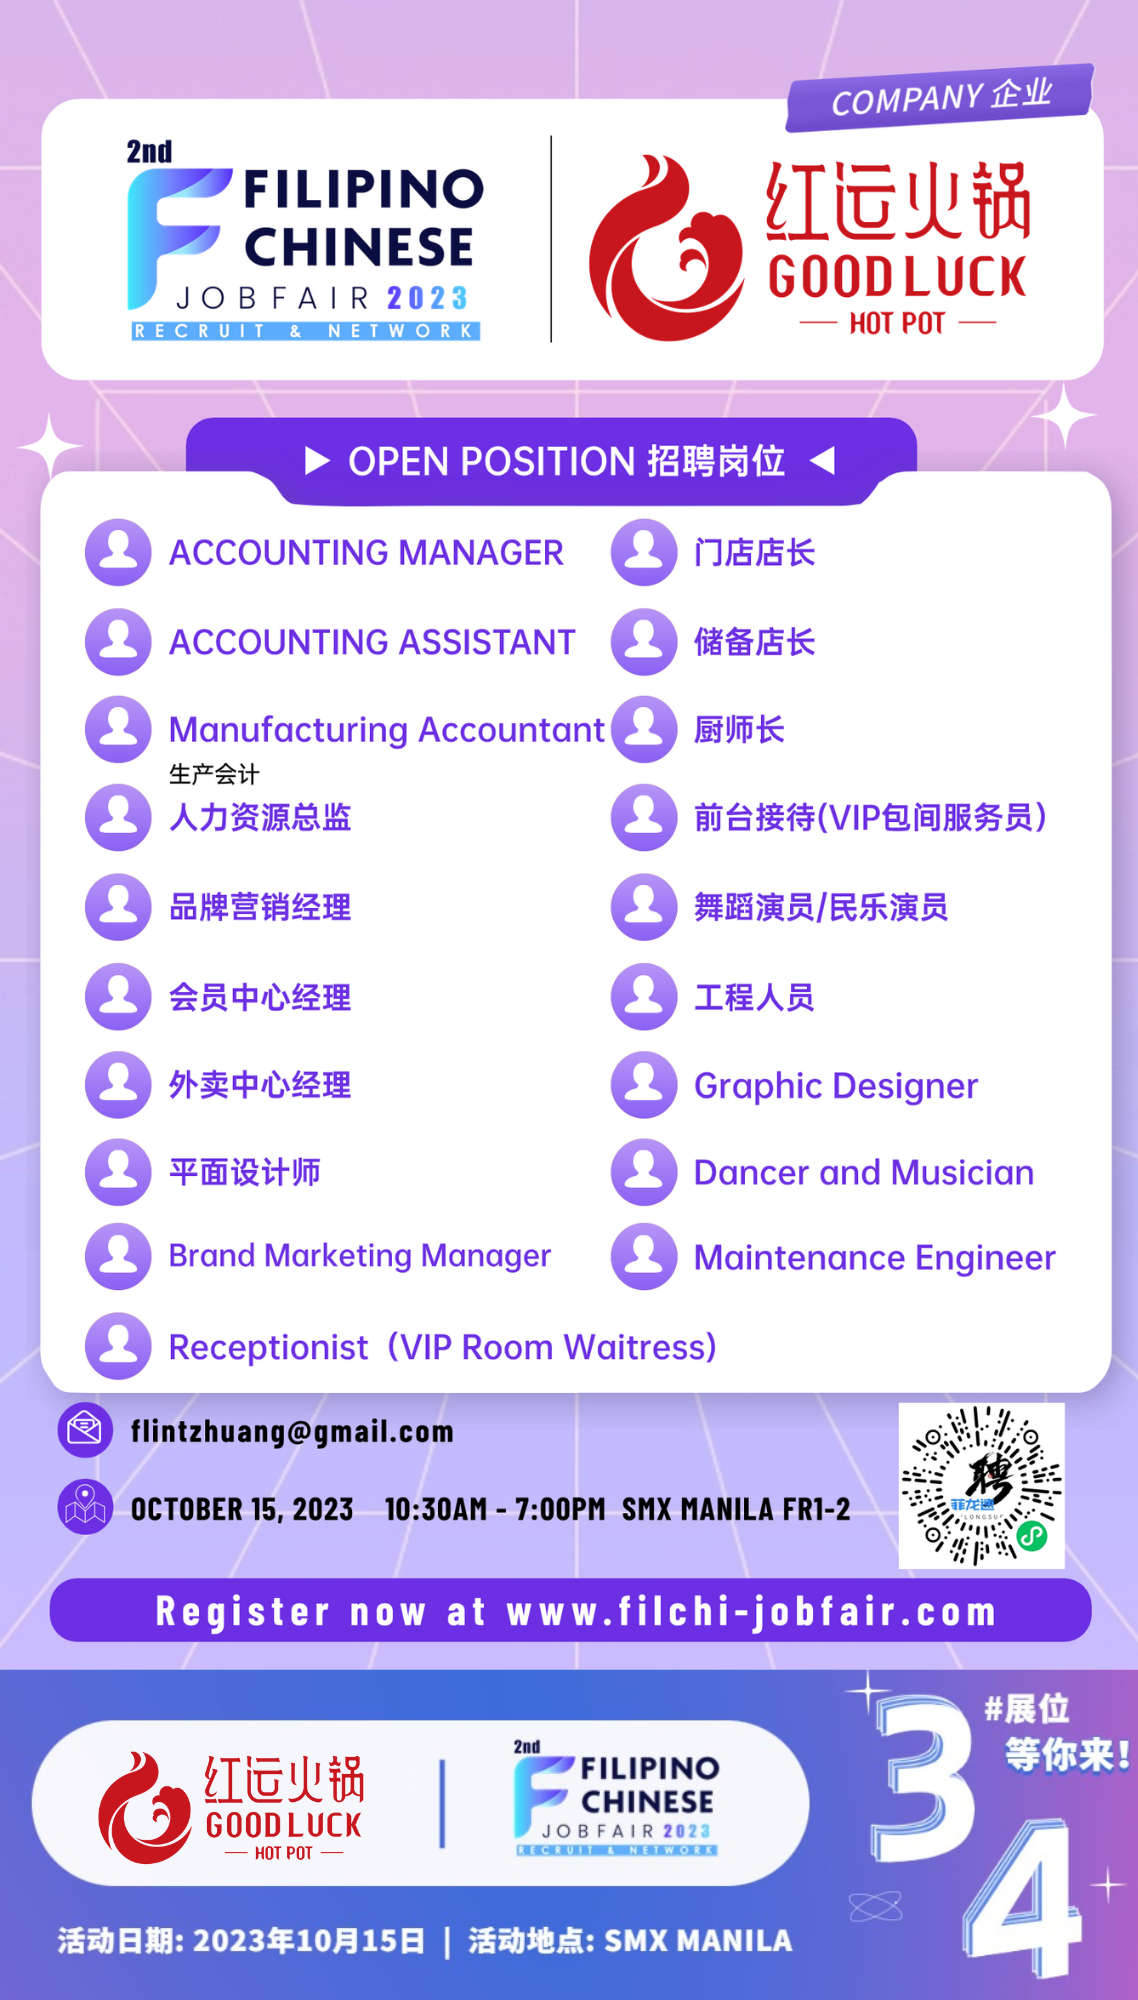 COMPANY 企业
2nd
FILIPINO
CHINESE
JOBFAIR 2023
RECRUIT & NETWORK
红运火锅
GOODLUCK
HOT POT
OPEN POSITION 招聘岗位
ACCOUNTING MANAGER
门店店长
ACCOUNTING ASSISTANT
储备店长
Manufacturing Accountant
生产会计
厨师长
人力资源总监
前台接待(VIP包间服务员）
品牌营销经理
舞蹈演员/民乐演员
会员中心经理
工程人员
外卖中心经理
Graphic Designer
平面设计师
Dancer and Musician
Brand Marketing Manager
Maintenance Engineer
Receptionist（VIP Room Waitress）
flintzhuang@gmail.com
OCTOBER 15, 2023 10:30AM - 7:00PM SMX MANILA FR1-2
聘
菲龙速
Register now at www.filchi-jobfair.com
红运火锅
GOODLUCK
HOT POT
2nd
FILIPINO
CHINESE
JOBFAIR 2023
RECRUIT & NETWORK
#展位
等你来!
34
活动日期: 2023年10月15日 | 活动地点: SMX MANILA